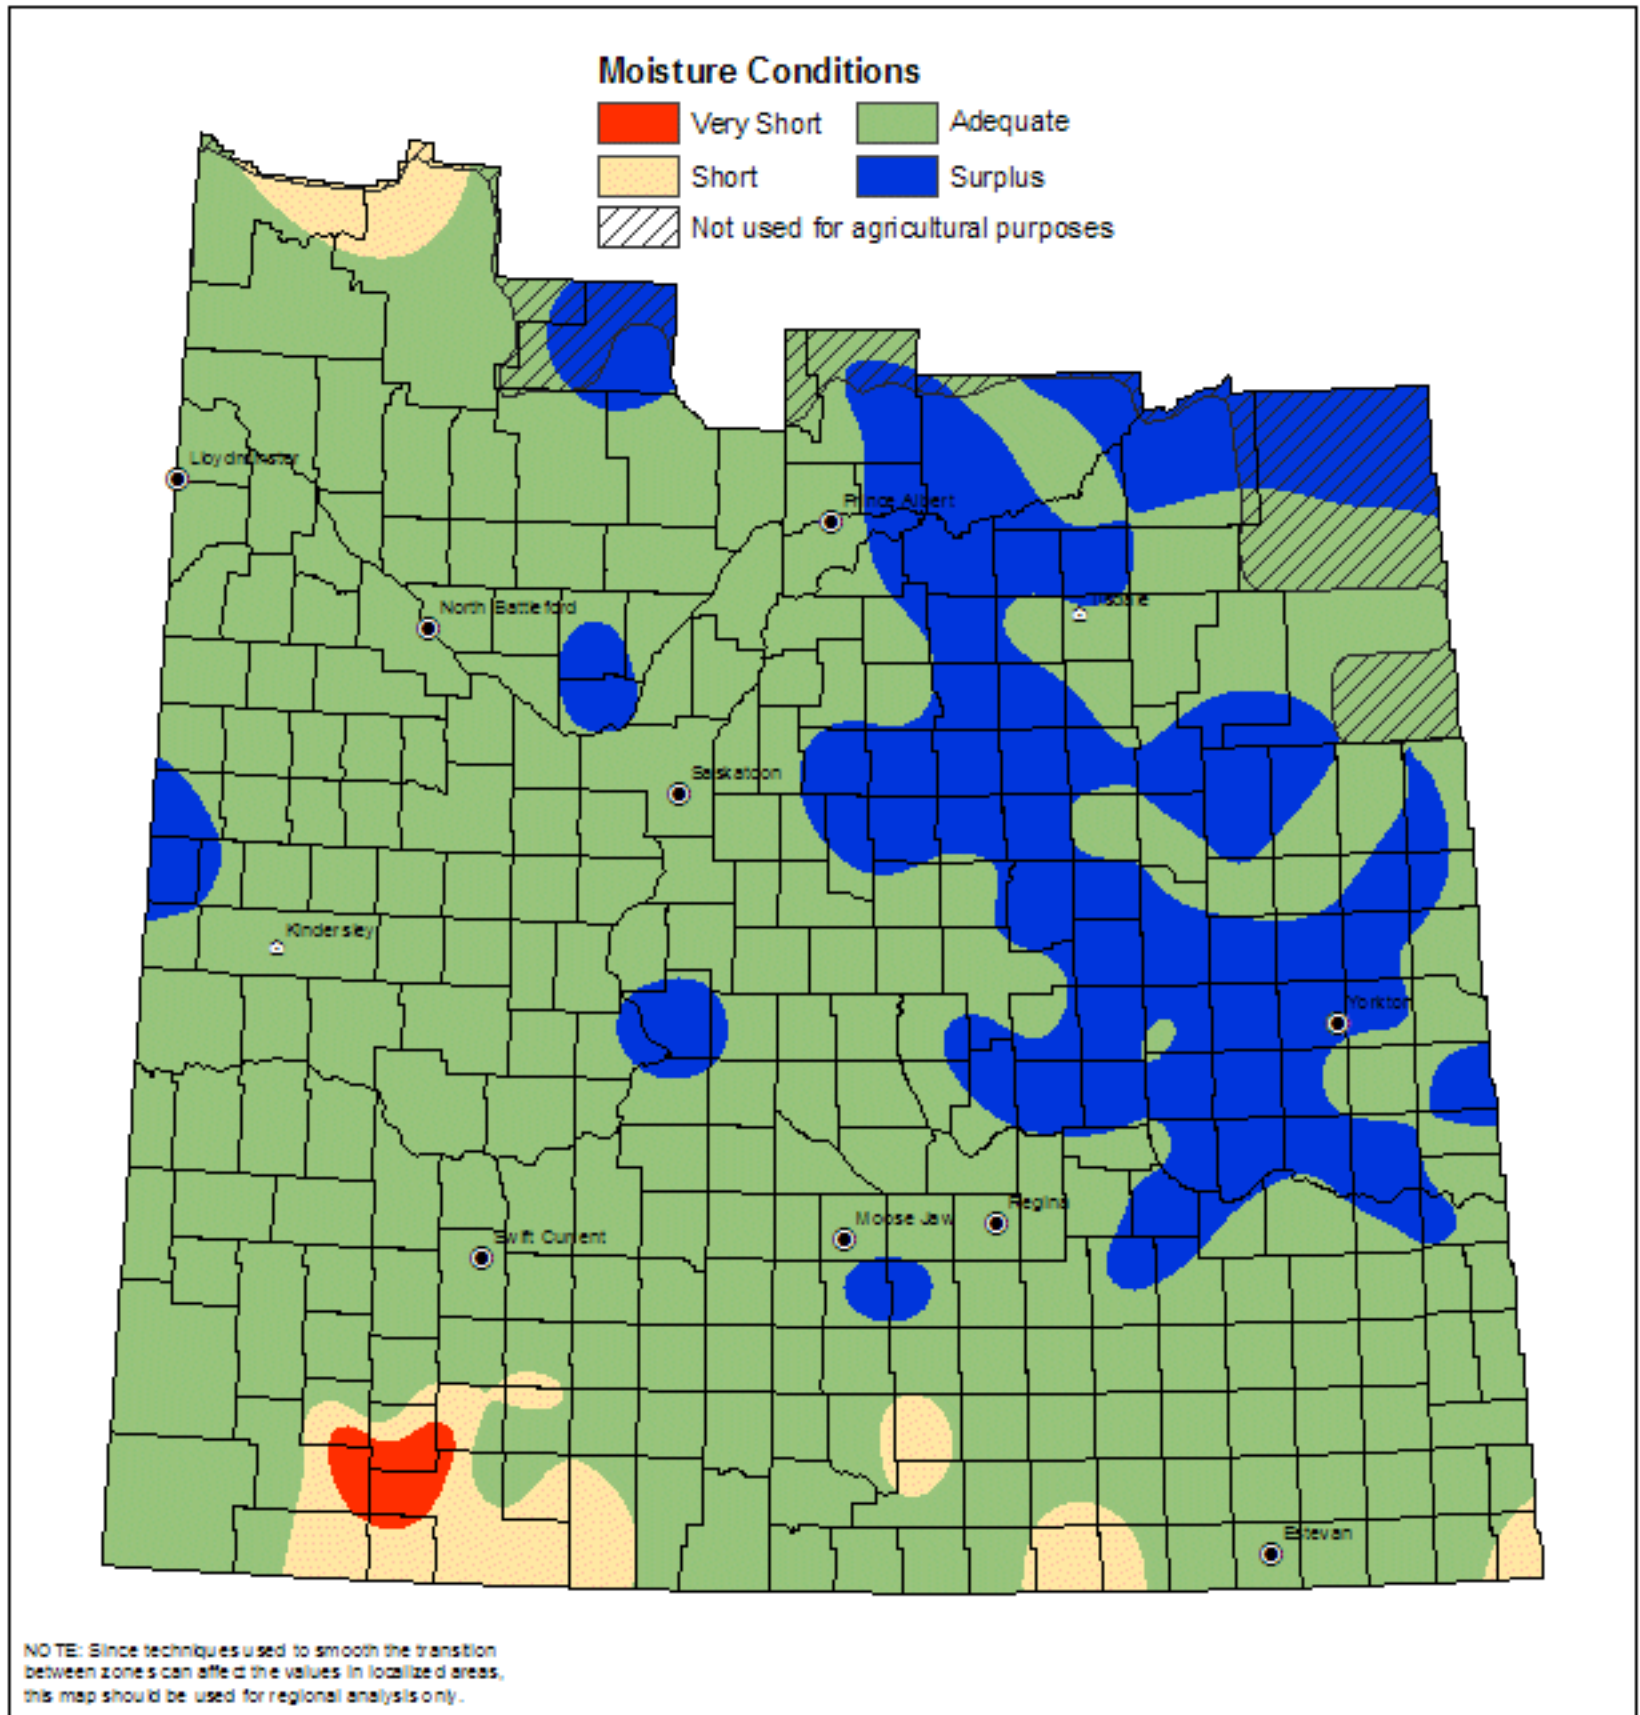 Moisture Conditions
Very Short
Adequate
Short
Surplus
Not used for agricultural purposes
Lloydminster
Prince Albert
North Battleford
Tisdale
Saskatoon
Kindersley
Yorkton
Regina
Moose Jaw
Swift Current
Estevan
NOTE: Since techniques used to smooth the transition
between zones can affect the values in localized areas,
this map should be used for regional analysis only.